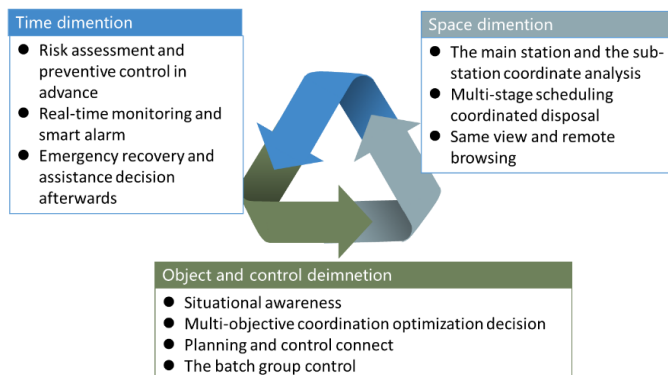 Time dimention
● Risk assessment and
preventive control in
advance
● Real-time monitoring and
smart alarm
● Emergency recovery and
assistance decision
afterwards
Space dimention
● The main station and the sub-
station coordinate analysis
● Multi-stage scheduling
coordinated disposal
● Same view and remote
browsing
Object and control deimnetion
● Situational awareness
● Multi-objective coordination optimization decision
● Planning and control connect
● The batch group control